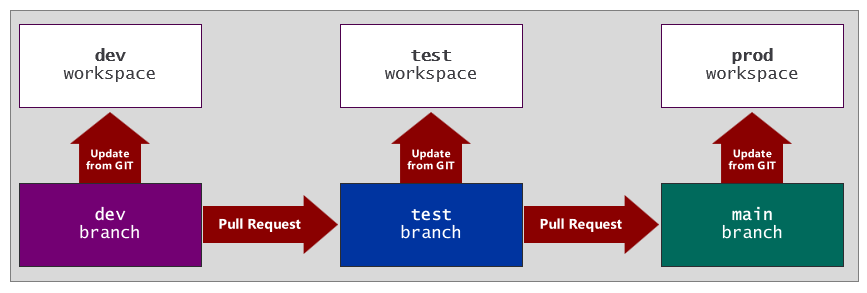 dev
workspace
test
workspace
prod
workspace
Update
from GIT
Update
from GIT
Update
from GIT
dev
branch
Pull Request
test
branch
Pull Request
main
branch